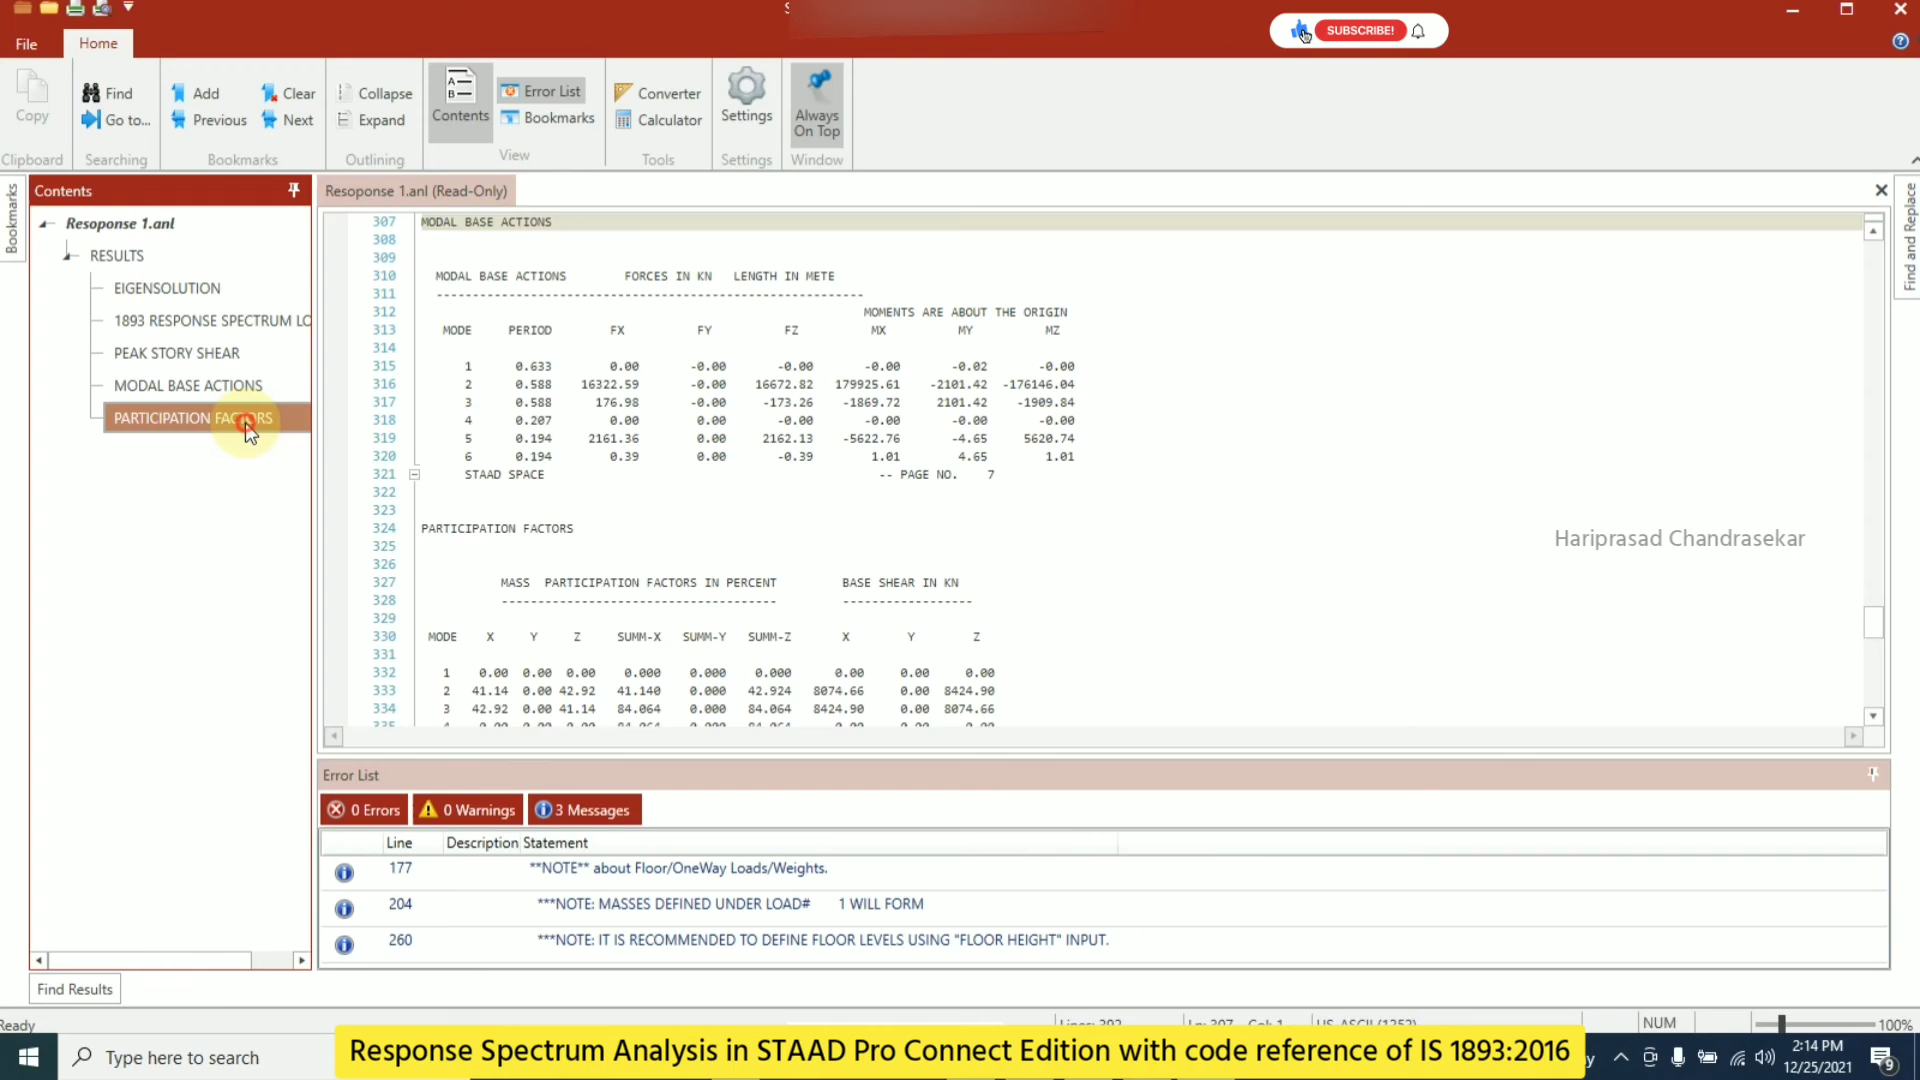 SUBSCRIBE!
File
Home
Copy
Find
Go to...
Add
Previous
Clear
Next
Collapse
Expand
Contents
Error List
Bookmarks
Converter
Calculator
Settings
Always On Top
Clipboard
Searching
Bookmarks
Outlining
View
Tools
Settings
Window
Bookmarks
Contents
Resoponse 1.anl
RESULTS
EIGENSOLUTION
1893 RESPONSE SPECTRUM LO
PEAK STORY SHEAR
MODAL BASE ACTIONS
PARTICIPATION FACTORS
Find and Replace
Resoponse 1.anl (Read-Only)
307 MODAL BASE ACTIONS
308
309
310 MODAL BASE ACTIONS FORCES IN KN LENGTH IN METE
311 -----------------------------------------------------------
312 MOMENTS ARE ABOUT THE ORIGIN
313 MODE PERIOD FX FY FZ MX MY MZ
314
315 1 0.633 0.00 -0.00 -0.00 -0.00 -0.02 -0.00
316 2 0.588 16322.59 -0.00 16672.82 179925.61 -2101.42 -176146.04
317 3 0.588 176.98 -0.00 -173.26 -1869.72 2101.42 -1909.84
318 4 0.207 0.00 0.00 -0.00 -0.00 -0.00 -0.00
319 5 0.194 2161.36 0.00 2162.13 -5622.76 -4.65 5620.74
320 6 0.194 0.39 0.00 -0.39 1.01 4.65 1.01
321 STAAD SPACE -- PAGE NO. 7
322
323
324 PARTICIPATION FACTORS
325
326
327 MASS PARTICIPATION FACTORS IN PERCENT BASE SHEAR IN KN
328 -------------------------------------- ------------------
329
330 MODE X Y Z SUMM-X SUMM-Y SUMM-Z X Y Z
331
332 1 0.00 0.00 0.00 0.000 0.000 0.000 0.00 0.00 0.00
333 2 41.14 0.00 42.92 41.140 0.000 42.924 8074.66 0.00 8424.90
334 3 42.92 0.00 41.14 84.064 0.000 84.064 8424.90 0.00 8074.66
Hariprasad Chandrasekar
Error List
0 Errors
0 Warnings
3 Messages
Line Description Statement
177 **NOTE** about Floor/OneWay Loads/Weights.
204 ***NOTE: MASSES DEFINED UNDER LOAD# 1 WILL FORM
260 ***NOTE: IT IS RECOMMENDED TO DEFINE FLOOR LEVELS USING "FLOOR HEIGHT" INPUT.
Find Results
Ready
NUM
100%
Type here to search
Response Spectrum Analysis in STAAD Pro Connect Edition with code reference of IS 1893:2016
2:14 PM
12/25/2021
9